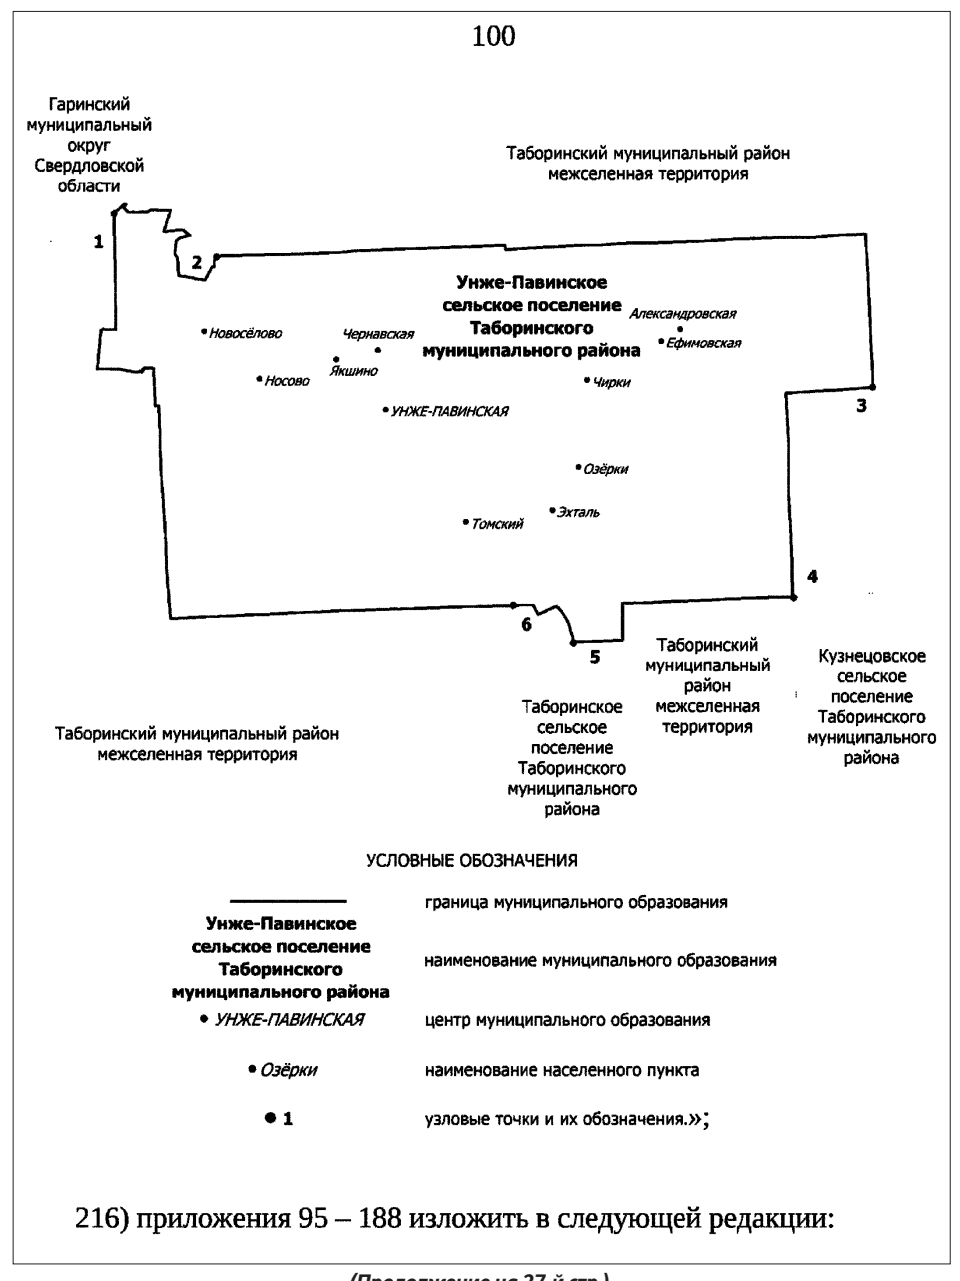 100
Гаринский
муниципальный
округ
Свердловской
области
Таборинский муниципальный район
межселенная территория
1
2
Унже-Павинское
сельское поселение
Таборинского
муниципального района
Александровская
Ефимовская
Новосёлово
Чернавская
Якшино
Носово
Чирки
3
УНЖЕ-ПАВИНСКАЯ
Озёрки
Эхталь
Томский
4
6
5
Таборинский
муниципальный
район
межселенная
территория
Кузнецовское
сельское
поселение
Таборинского
муниципального
района
Таборинское
сельское
поселение
Таборинского
муниципального
района
Таборинский муниципальный район
межселенная территория
УСЛОВНЫЕ ОБОЗНАЧЕНИЯ
граница муниципального образования
Унже-Павинское
сельское поселение
Таборинского
муниципального района
наименование муниципального образования
УНЖЕ-ПАВИНСКАЯ
центр муниципального образования
Озёрки
наименование населенного пункта
1
узловые точки и их обозначения.»;
216) приложения 95 – 188 изложить в следующей редакции:
(Продолжение на 27-й стр.)